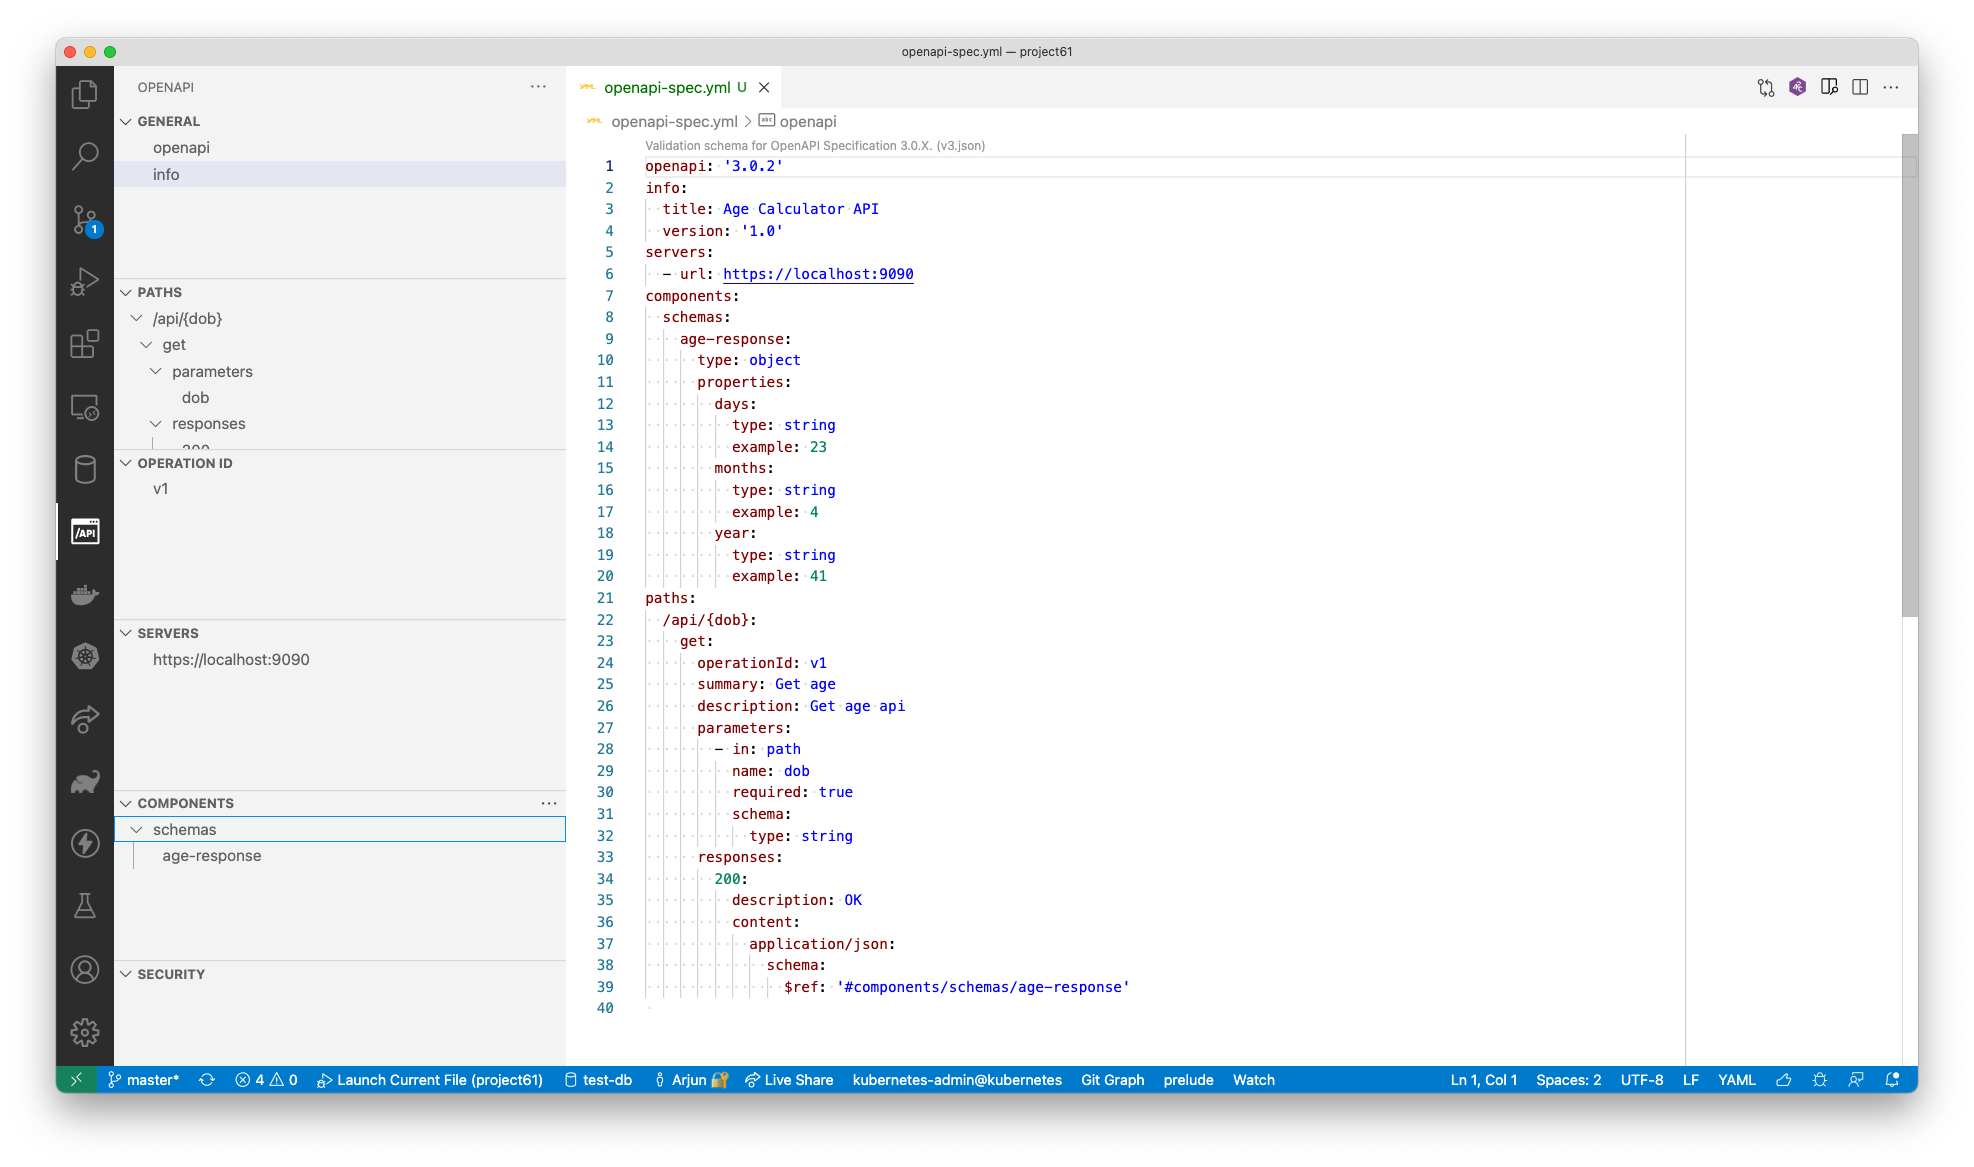 openapi-spec.yml — project61
OPENAPI
GENERAL
openapi
info
PATHS
/api/{dob}
get
parameters
dob
responses
200
OPERATION ID
v1
SERVERS
https://localhost:9090
COMPONENTS
schemas
age-response
SECURITY
1
/API
openapi-spec.yml U
openapi-spec.yml > abc openapi
Validation schema for OpenAPI Specification 3.0.X. (v3.json)
1 openapi: '3.0.2'
2 info:
3   title: Age Calculator API
4   version: '1.0'
5 servers:
6   - url: https://localhost:9090
7 components:
8   schemas:
9     age-response:
10       type: object
11       properties:
12         days:
13           type: string
14           example: 23
15         months:
16           type: string
17           example: 4
18         year:
19           type: string
20           example: 41
21 paths:
22   /api/{dob}:
23     get:
24       operationId: v1
25       summary: Get age
26       description: Get age api
27       parameters:
28         - in: path
29           name: dob
30           required: true
31           schema:
32             type: string
33       responses:
34         200:
35           description: OK
36           content:
37             application/json:
38               schema:
39                 $ref: '#components/schemas/age-response'
40
master* 4 0 Launch Current File (project61) test-db Arjun Live Share kubernetes-admin@kubernetes Git Graph prelude Watch Ln 1, Col 1 Spaces: 2 UTF-8 LF YAML